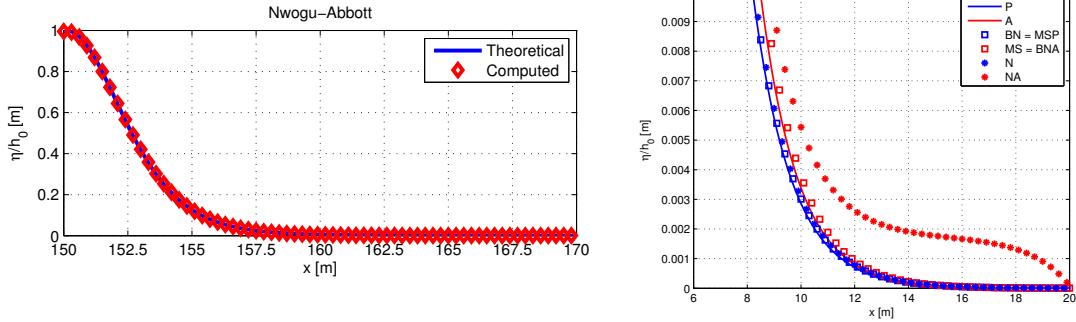 Nwogu-Abbott
η/h0 [m]
1
0.8
0.6
0.4
0.2
0
150 152.5 155 157.5 160 162.5 165 167.5 170
x [m]
Theoretical
Computed
η/h0 [m]
0.009
0.008
0.007
0.006
0.005
0.004
0.003
0.002
0.001
0
6 8 10 12 14 16 18 20
x [m]
P
A
BN = MSP
MS = BNA
N
NA